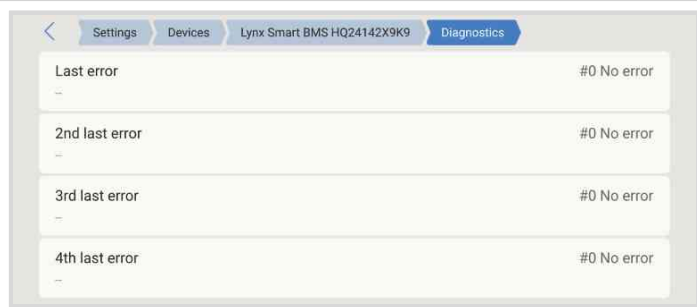 Settings Devices Lynx Smart BMS HQ24142X9K9 Diagnostics
Last error #0 No error
--
2nd last error #0 No error
--
3rd last error #0 No error
--
4th last error #0 No error
--